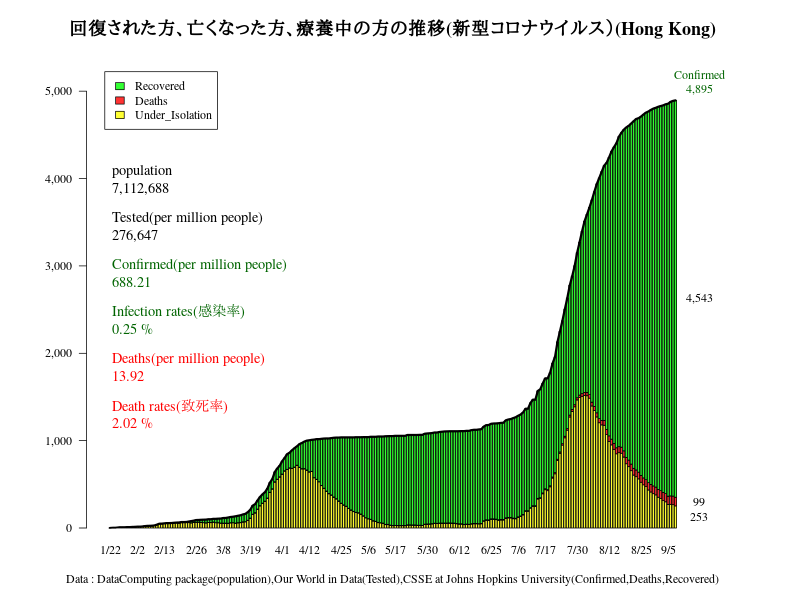 回復された方、亡くなった方、療養中の方の推移(新型コロナウイルス）(Hong Kong)
Confirmed
4,895
Recovered
Deaths
Under_Isolation
population
7,112,688
Tested(per million people)
276,647
Confirmed(per million people)
688.21
Infection rates(感染率)
0.25 %
Deaths(per million people)
13.92
Death rates(致死率)
2.02 %
5,000
4,000
3,000
2,000
1,000
0
4,543
99
253
1/22 2/2 2/13 2/26 3/8 3/19 4/1 4/12 4/25 5/6 5/17 5/30 6/12 6/25 7/6 7/17 7/30 8/12 8/25 9/5
Data : DataComputing package(population),Our World in Data(Tested),CSSE at Johns Hopkins University(Confirmed,Deaths,Recovered)